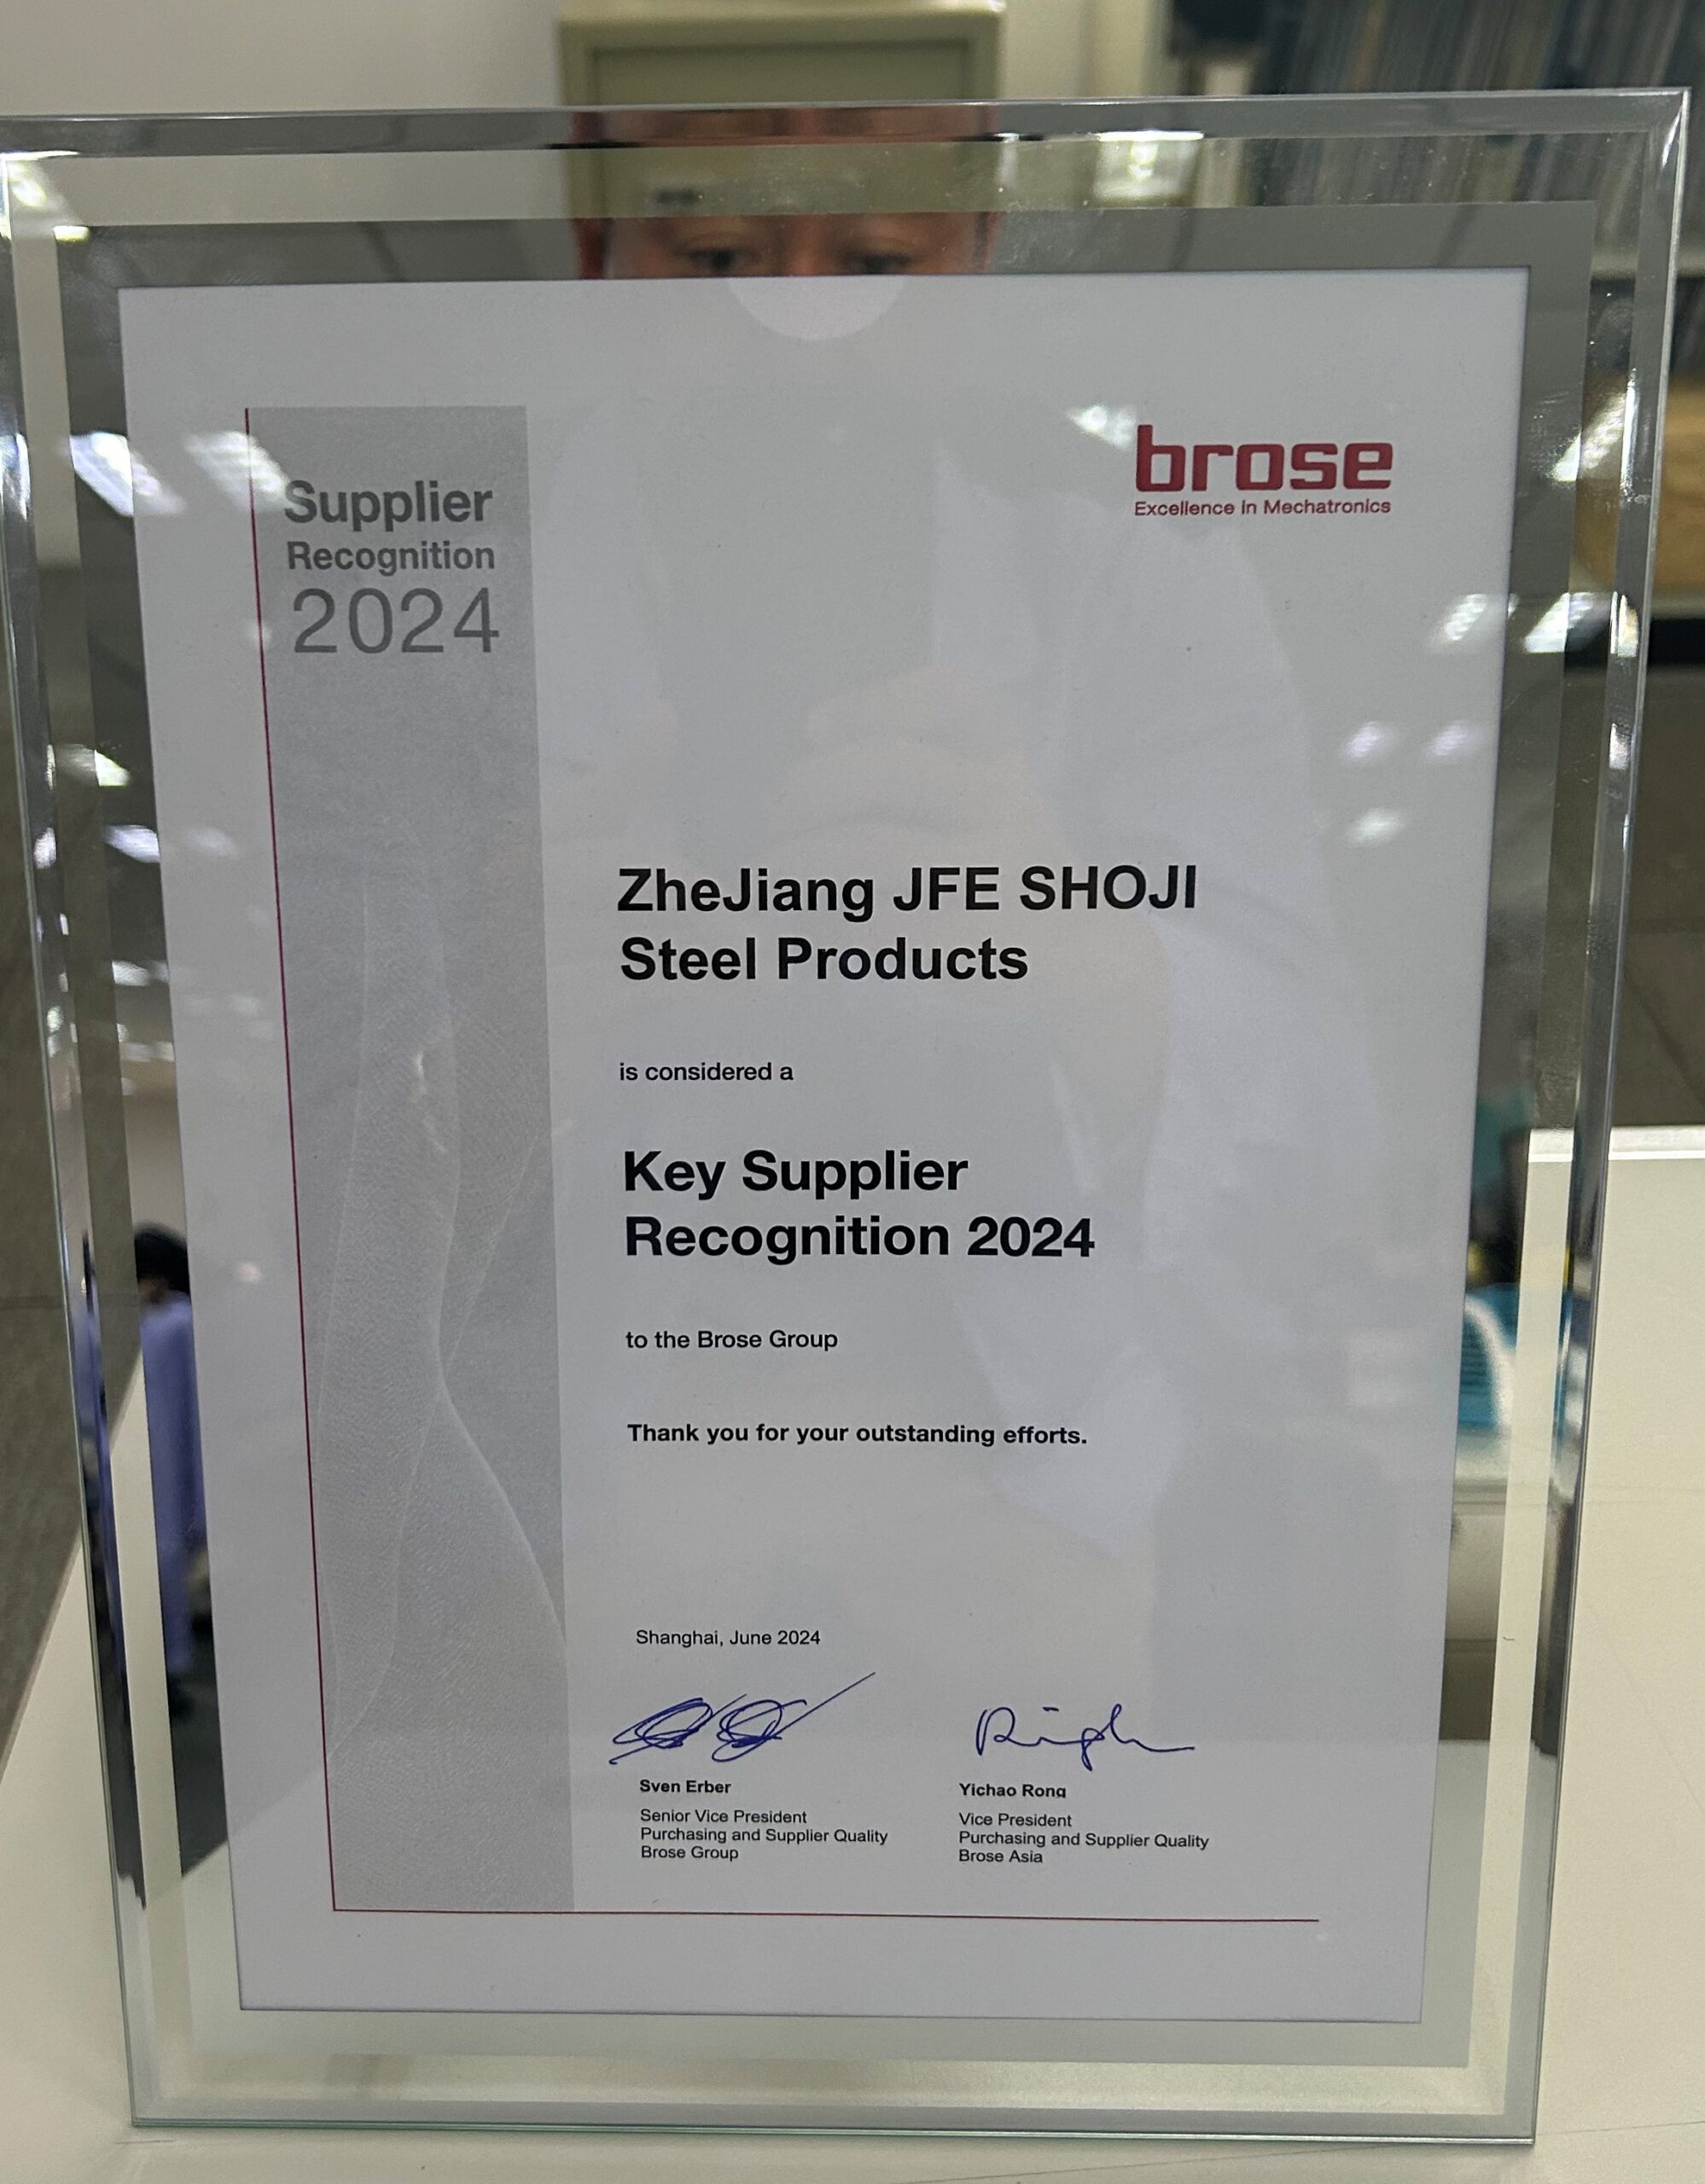 Supplier
Recognition
2024
brose
Excellence in Mechatronics
ZheJiang JFE SHOJI
Steel Products
is considered a
Key Supplier
Recognition 2024
to the Brose Group
Thank you for your outstanding efforts.
Shanghai, June 2024
Sven Erber
Senior Vice President
Purchasing and Supplier Quality
Brose Group
Yichao Rong
Vice President
Purchasing and Supplier Quality
Brose Asia